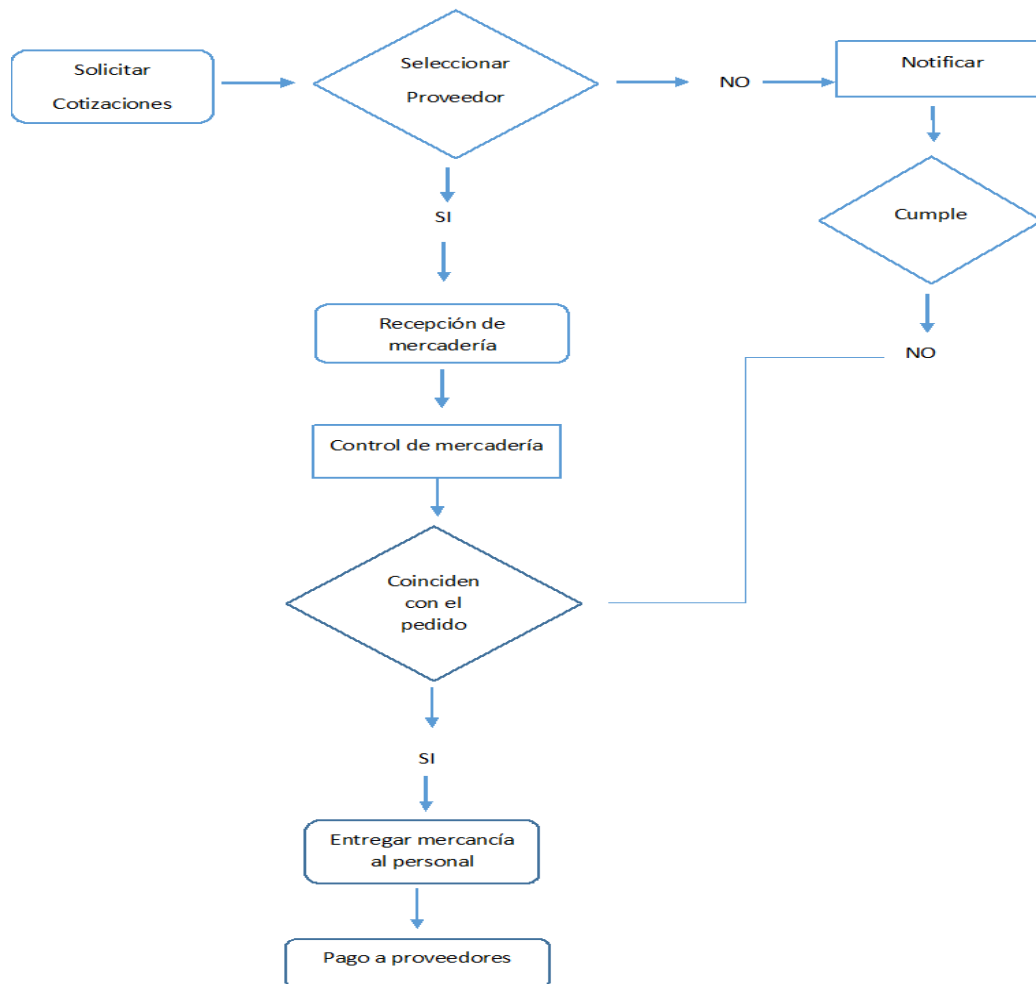 Solicitar
Cotizaciones
Seleccionar
Proveedor
NO
Notificar
SI
Cumple
Recepción de
mercadería
NO
Control de mercadería
Coinciden
con el
pedido
SI
Entregar mercancía
al personal
Pago a proveedores